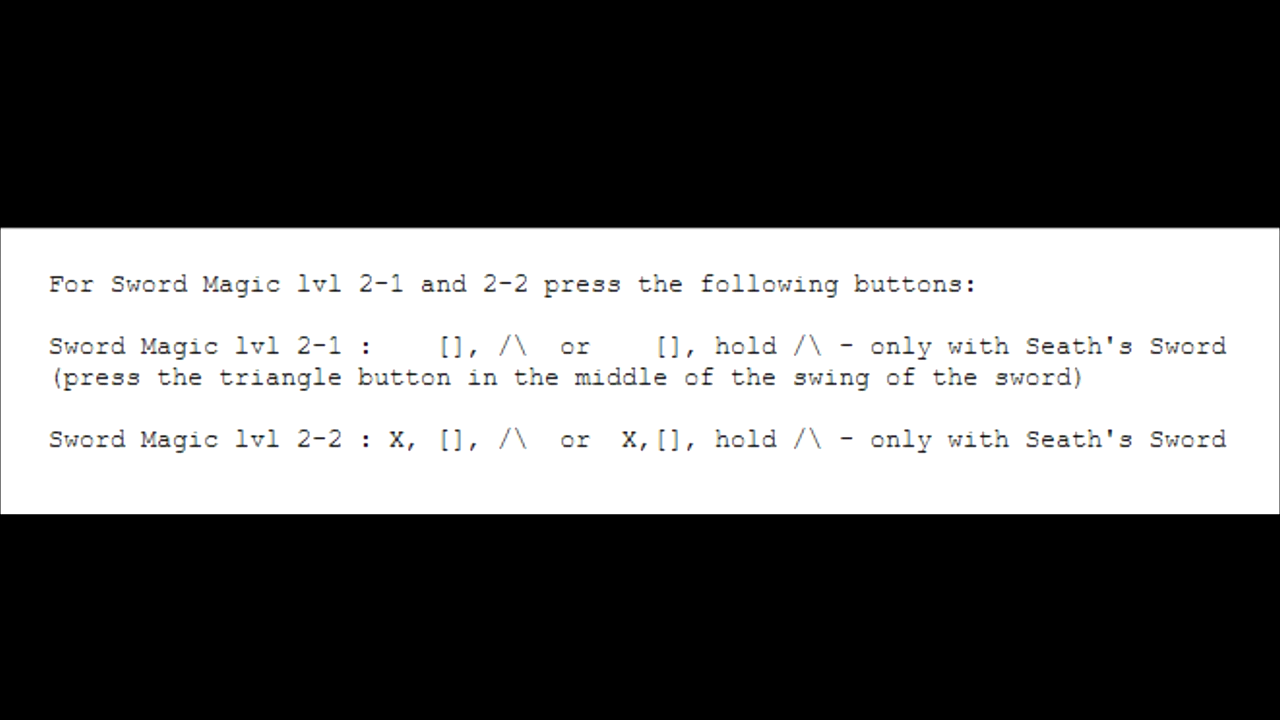 For Sword Magic lvl 2-1 and 2-2 press the following buttons:
Sword Magic lvl 2-1 :    [], /\  or    [], hold /\ - only with Seath's Sword
(press the triangle button in the middle of the swing of the sword)
Sword Magic lvl 2-2 : X, [], /\  or  X,[], hold /\ - only with Seath's Sword